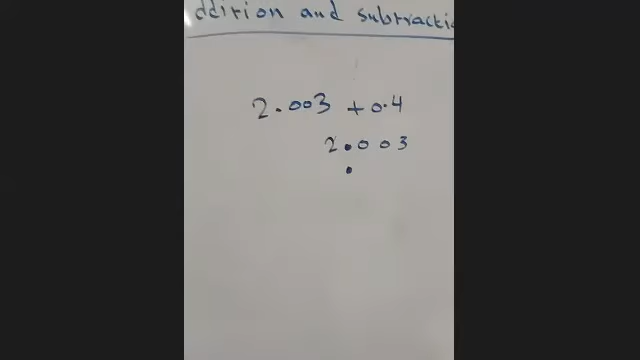 ddition and subtracti
2.003 + 0.4
2.003
.